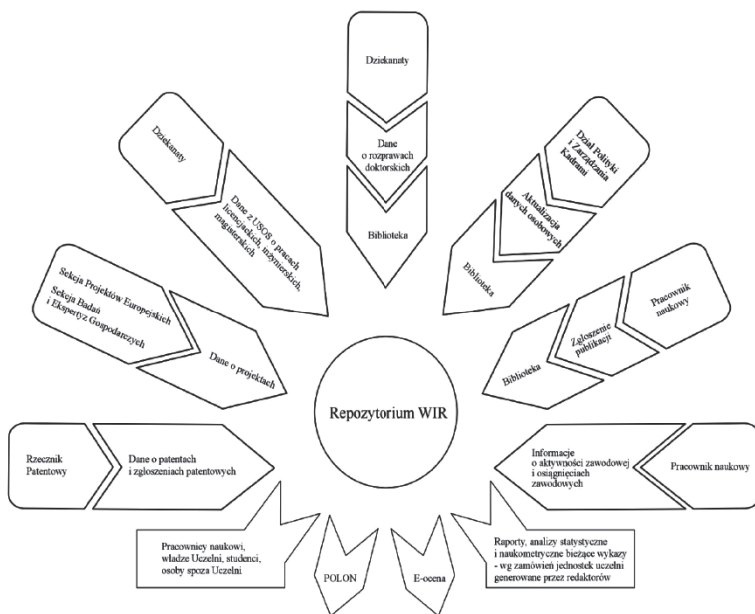 Dziekanaty
Dane
o rozprawach
doktorskich
Biblioteka
Dziekanaty
Dane z USOS o pracach
licencjackich, inżynierskich,
magisterskich
Dział Polityki
i Zarządzania
Kadrami
Aktualizacja
danych osobowych
Biblioteka
Sekcja Projektów Europejskich
Sekcja Badań
i Ekspertyz Gospodarczych
Dane o projektach
Pracownik
naukowy
Zgłoszenie
publikacji
Biblioteka
Repozytorium WIR
Rzecznik
Patentowy
Dane o patentach
i zgłoszeniach patentowych
Informacje
o aktywności zawodowej
i osiągnięciach
zawodowych
Pracownik naukowy
Pracownicy naukowi,
władze Uczelni, studenci,
osoby spoza Uczelni
POLON
E-ocena
Raporty, analizy statystyczne
i naukometryczne bieżące wykazy
- wg zamówień jednostek uczelni
generowane przez redaktorów